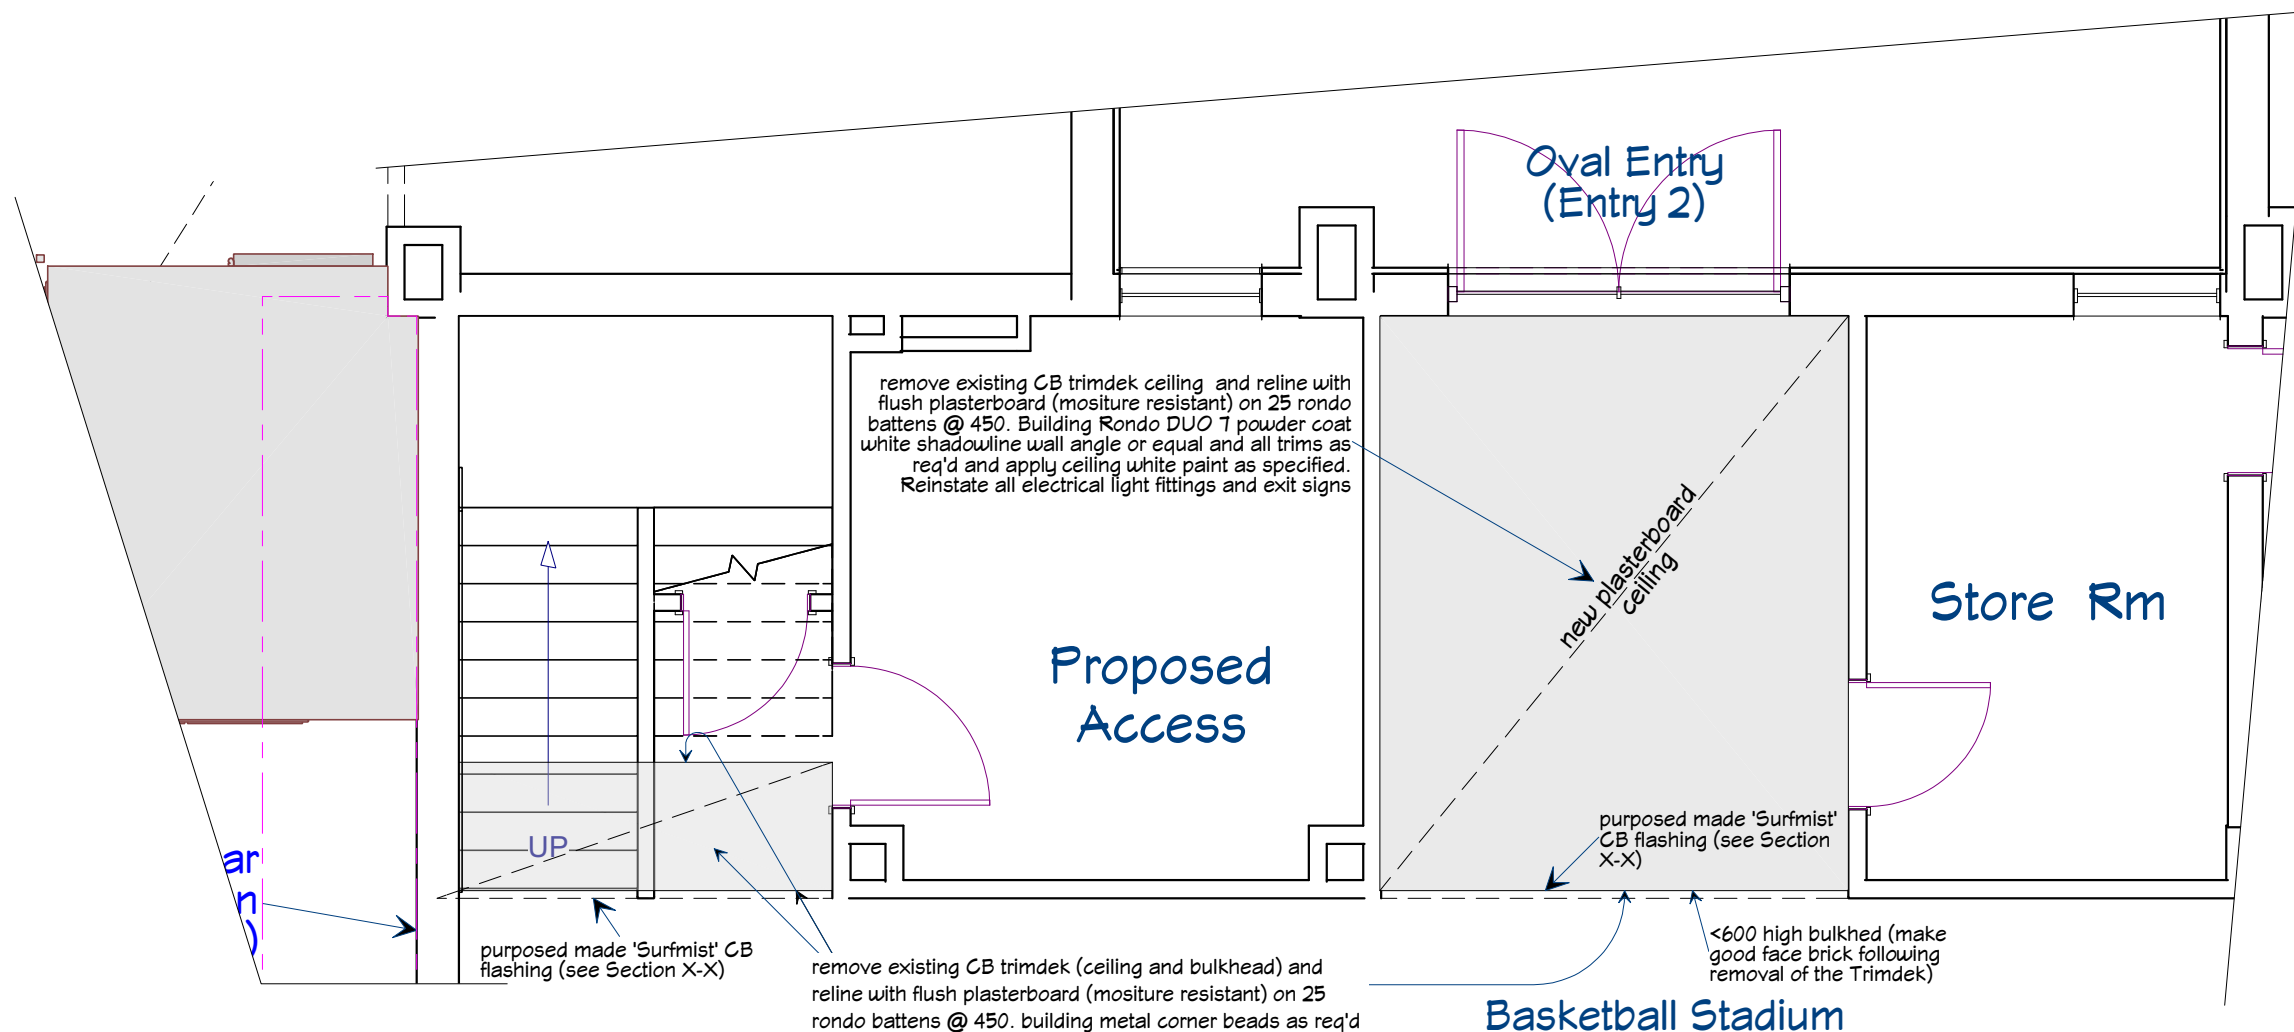 Oval Entry
(Entry 2)
remove existing CB trimdek ceiling and reline with
flush plasterboard (mositure resistant) on 25 rondo
battens @ 450. Building Rondo DUO 7 powder coat
white shadowline wall angle or equal and all trims as
req'd and apply ceiling white paint as specified.
Reinstate all electrical light fittings and exit signs
new plasterboard
ceiling
Store Rm
Proposed
Access
UP
purposed made 'Surfmist'
CB flashing (see Section
X-X)
ar
n
)
purposed made 'Surfmist' CB
flashing (see Section X-X)
remove existing CB trimdek (ceiling and bulkhead) and
reline with flush plasterboard (mositure resistant) on 25
rondo battens @ 450. building metal corner beads as req'd
<600 high bulkhed (make
good face brick following
removal of the Trimdek)
Basketball Stadium